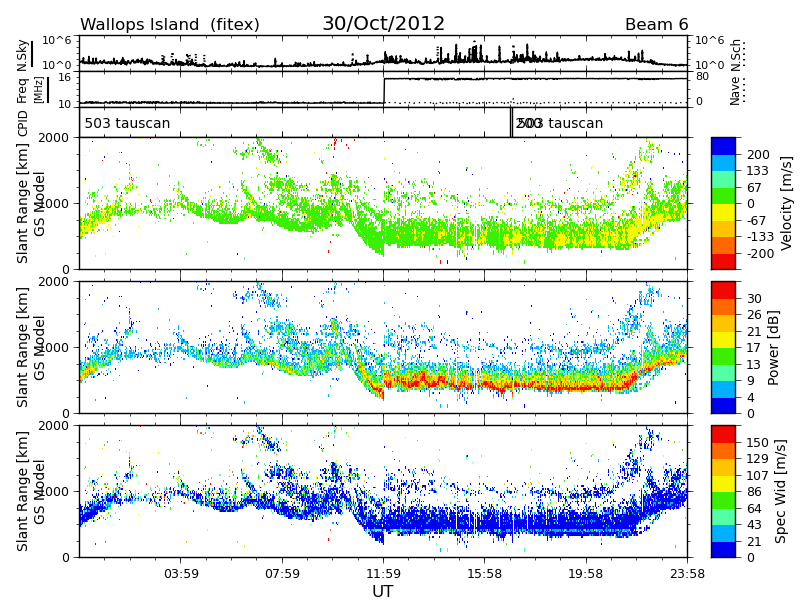 Wallops Island (fitex) 30/Oct/2012 Beam 6
N.Sky 10^6 10^0 10^6 10^0 N.Sch
Freq [MHz] 16 10 80 0 Nave
CPID 503 tauscan 503 tauscan
Slant Range [km] GS Model 2000 1000 0
200 133 67 0 -67 -133 -200 Velocity [m/s]
Slant Range [km] GS Model 2000 1000 0
30 26 21 17 13 9 4 0 Power [dB]
Slant Range [km] GS Model 2000 1000 0
150 129 107 86 64 43 21 0 Spec Wid [m/s]
03:59 07:59 11:59 15:58 19:58 23:58
UT